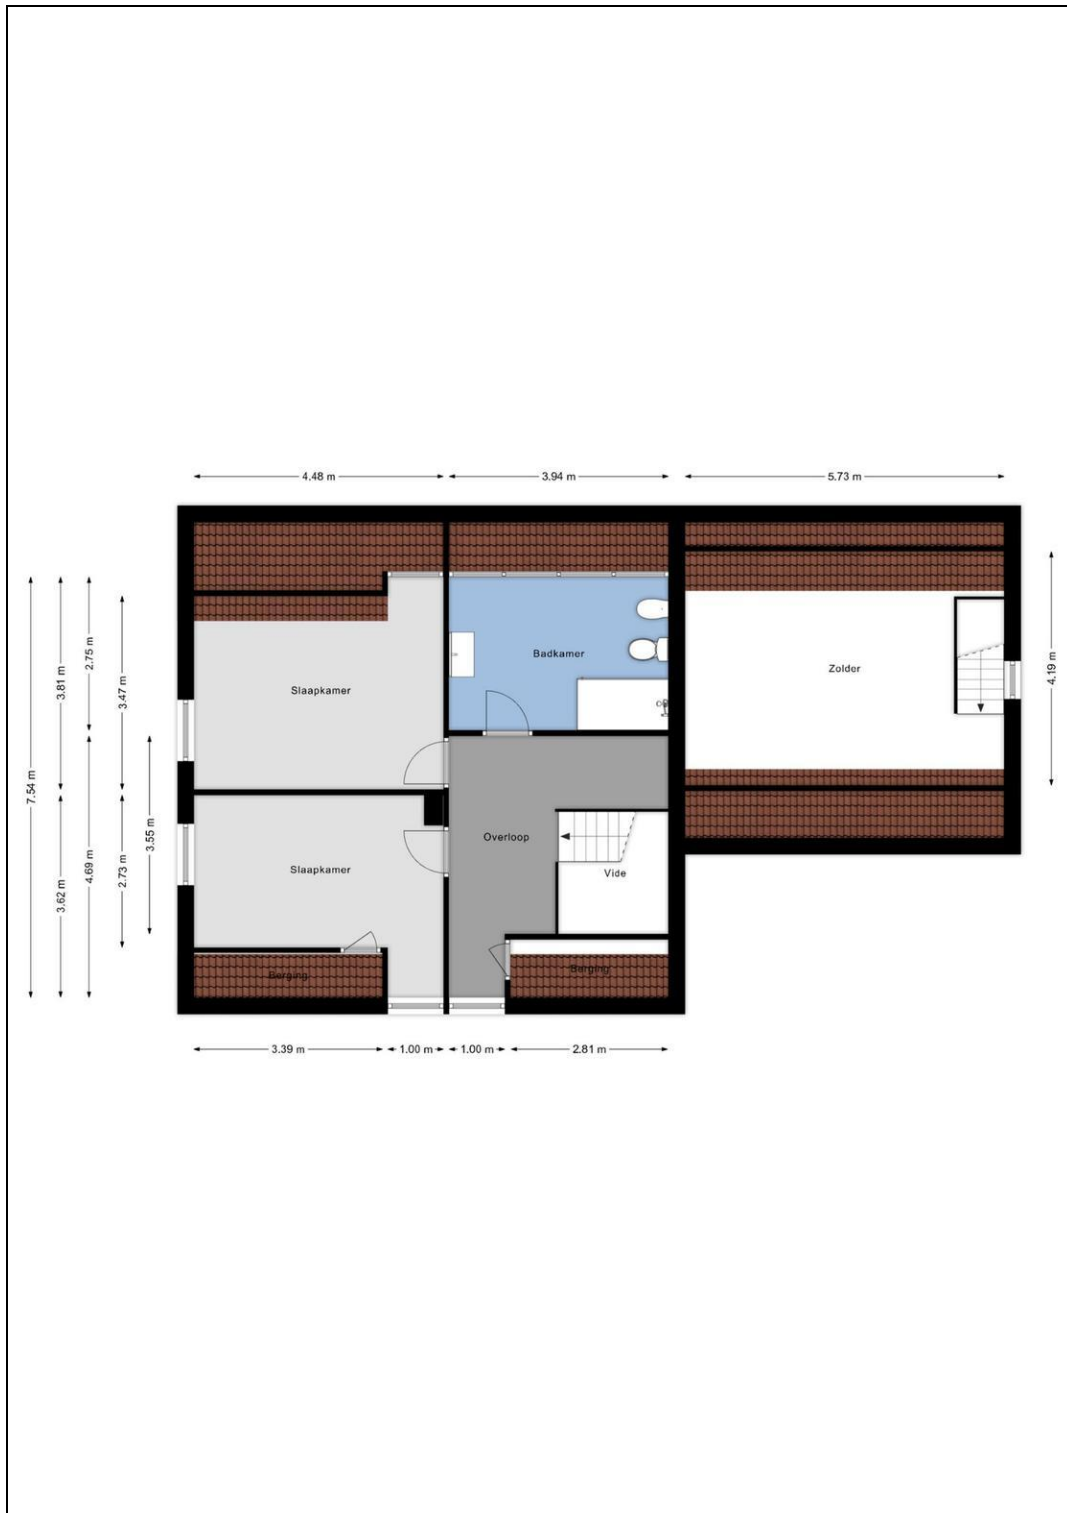 4.48 m
3.94 m
5.73 m
7.54 m
3.81 m
2.75 m
3.47 m
4.19 m
Badkamer
Zolder
Slaapkamer
3.62 m
4.69 m
2.73 m
3.55 m
Overloop
Slaapkamer
Vide
Berging
Berging
3.39 m
1.00 m
1.00 m
2.81 m